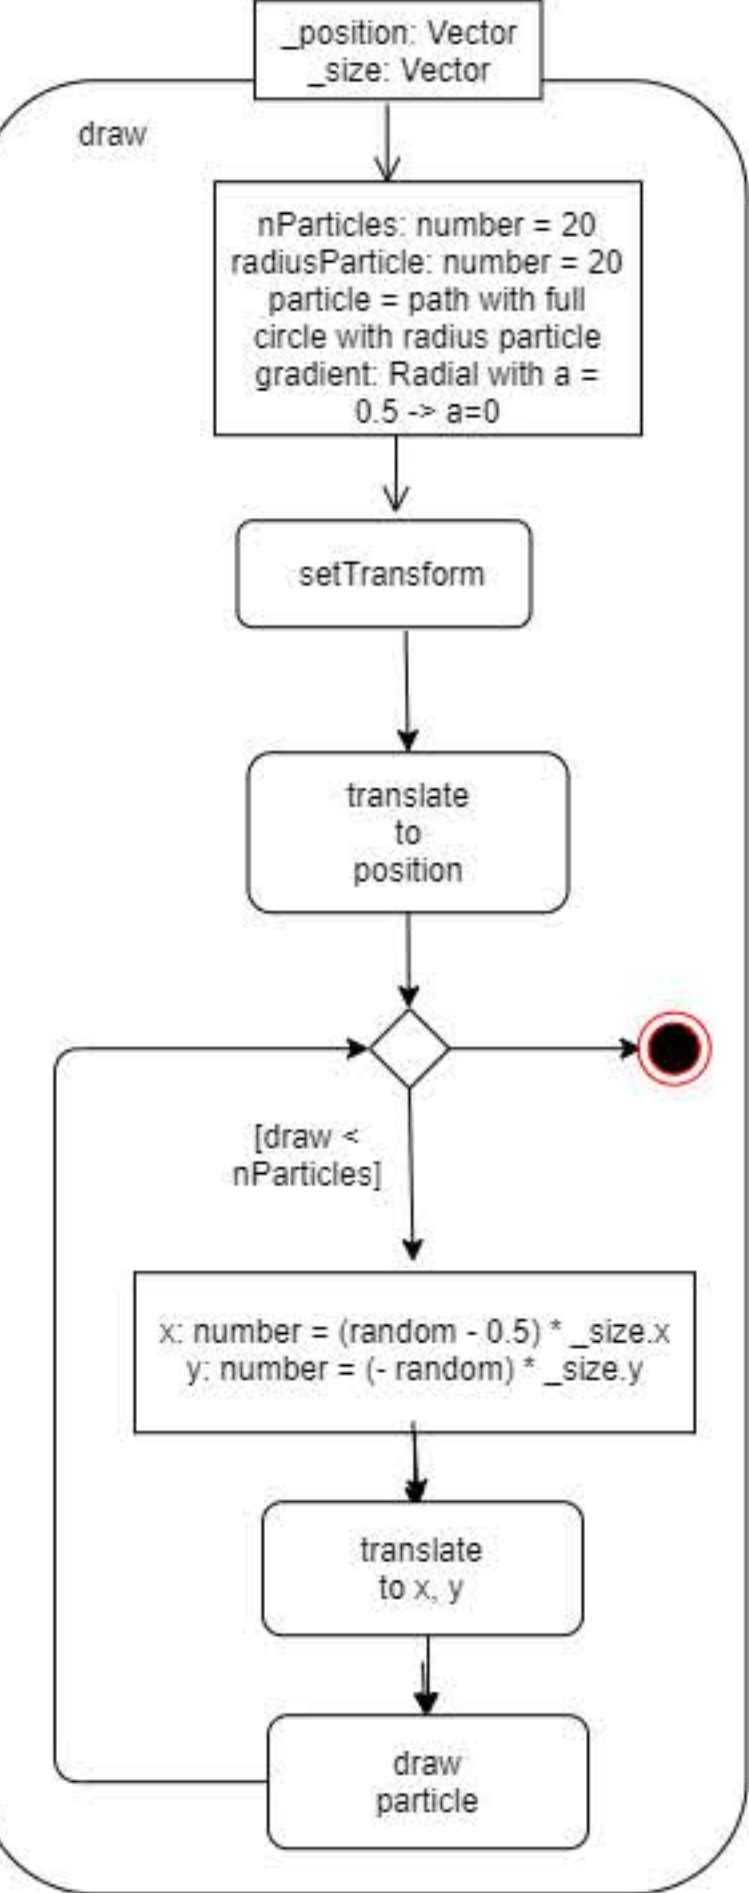 _position: Vector
_size: Vector
draw
nParticles: number = 20
radiusParticle: number = 20
particle = path with full
circle with radius particle
gradient: Radial with a =
0.5 -> a=0
setTransform
translate
to
position
[draw <
nParticles]
x: number = (random - 0.5) * _size.x
y: number = (- random) * _size.y
translate
to x, y
draw
particle